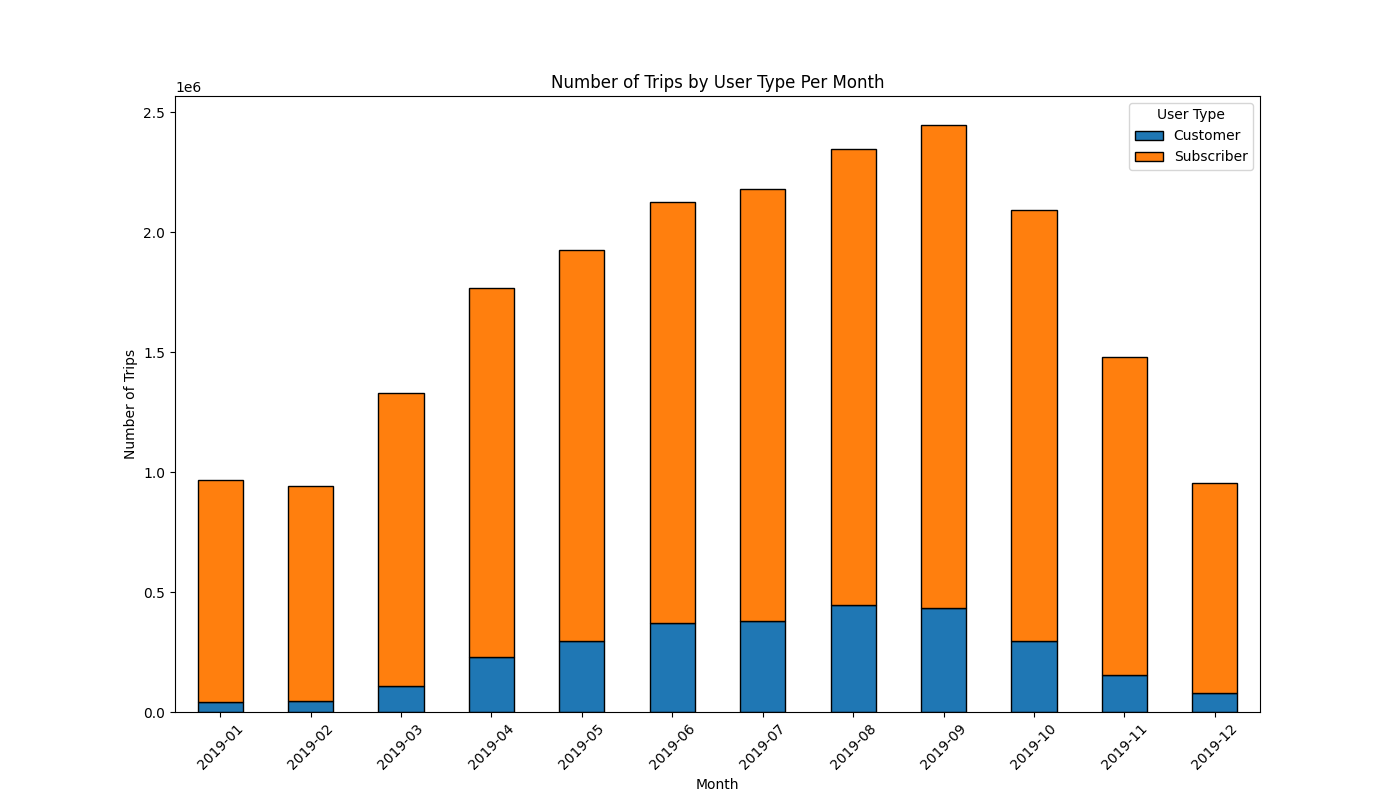 Number of Trips by User Type Per Month
1e6
User Type
Customer
Subscriber
Number of Trips
2.5
2.0
1.5
1.0
0.5
0.0
2019-01
2019-02
2019-03
2019-04
2019-05
2019-06
2019-07
2019-08
2019-09
2019-10
2019-11
2019-12
Month